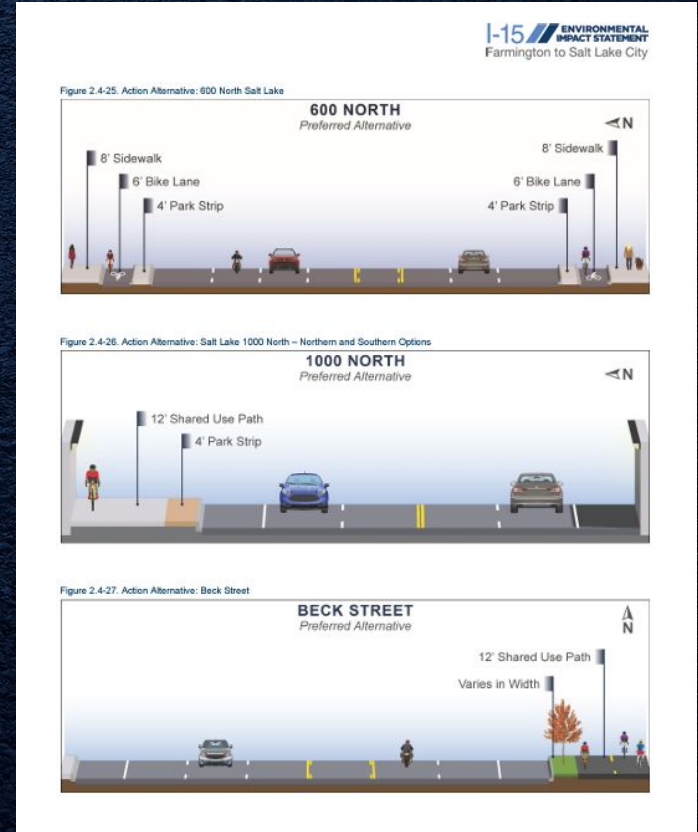 I-15 ENVIRONMENTAL
IMPACT STATEMENT
Farmington to Salt Lake City
Figure 2.4-25. Action Alternative: 600 North Salt Lake
600 NORTH
Preferred Alternative
N
8' Sidewalk
6' Bike Lane
4' Park Strip
8' Sidewalk
6' Bike Lane
4' Park Strip
Figure 2.4-26. Action Alternative: Salt Lake 1000 North – Northern and Southern Options
1000 NORTH
Preferred Alternative
N
12' Shared Use Path
4' Park Strip
Figure 2.4-27. Action Alternative: Beck Street
BECK STREET
Preferred Alternative
N
12' Shared Use Path
Varies in Width